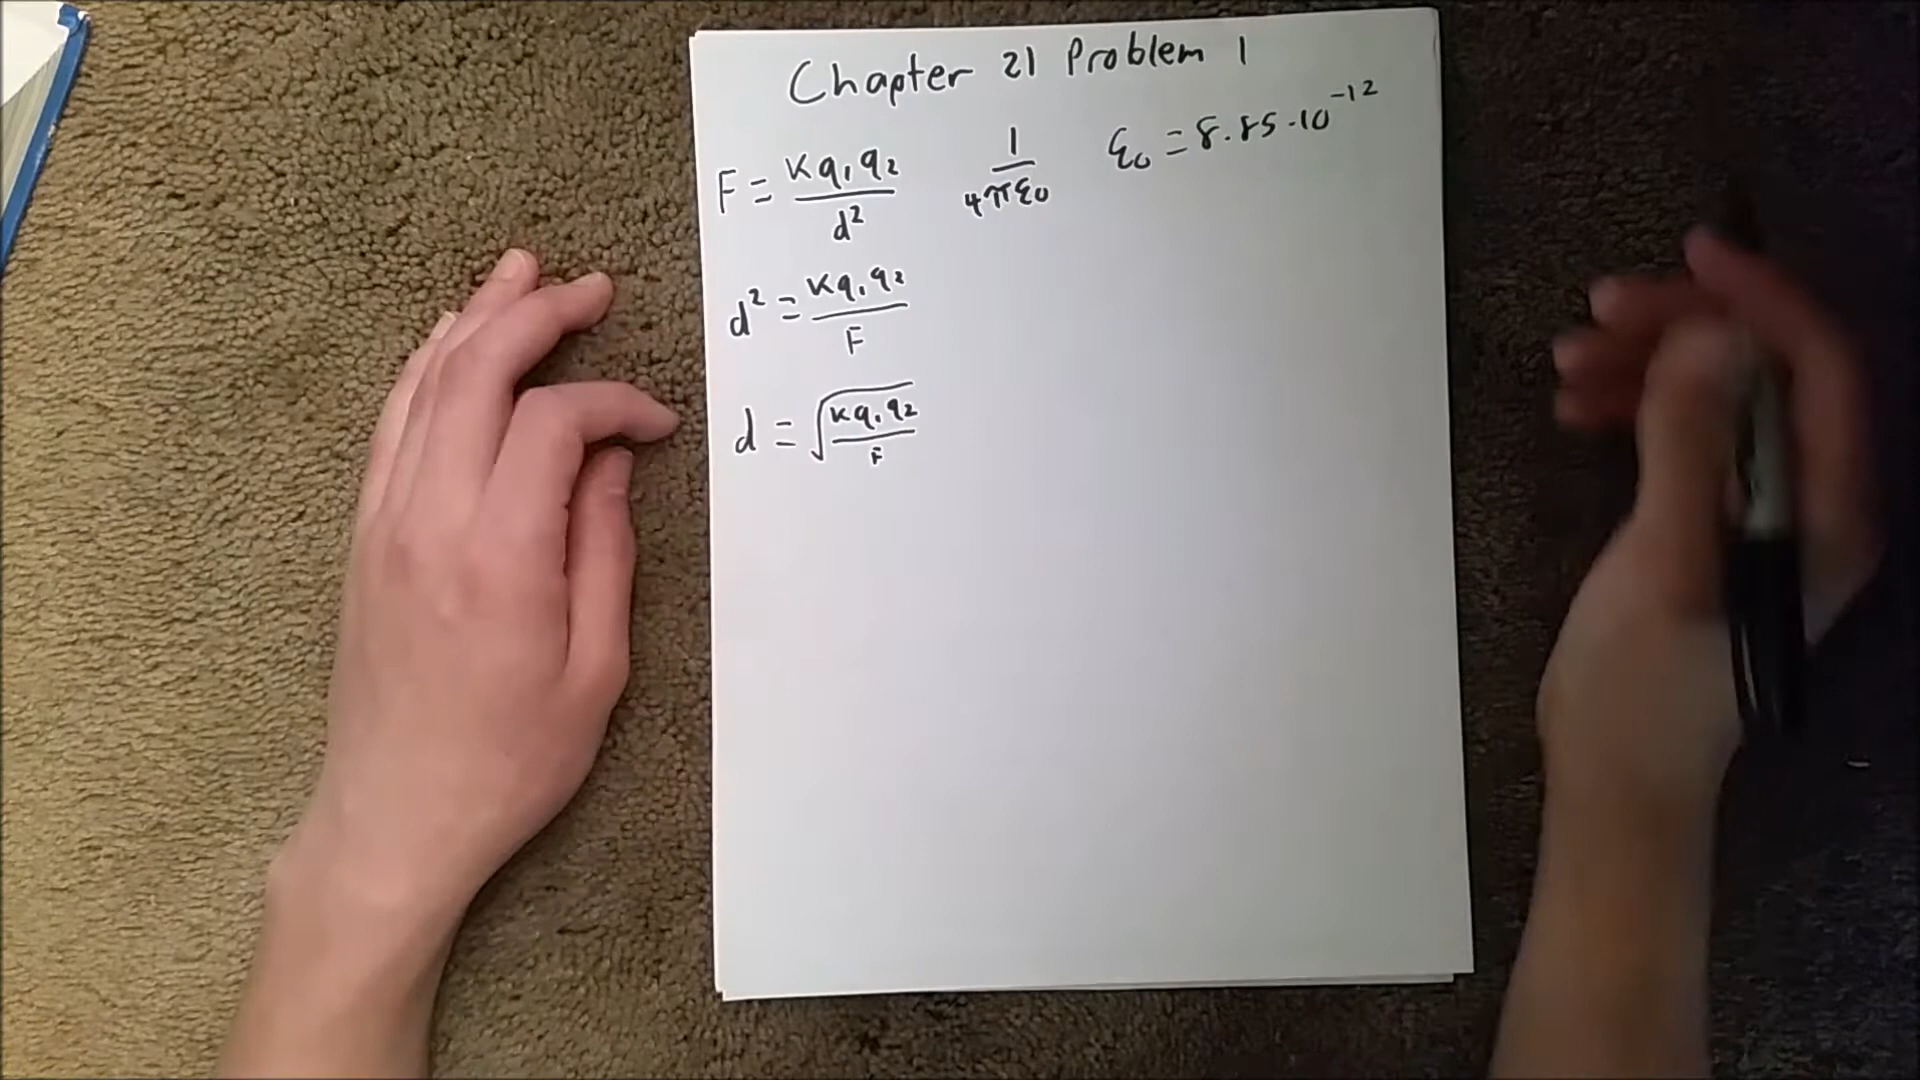 Chapter 21 Problem 1
F = kq₁q₂/d²   1/4πε₀   ε₀ = 8.85·10⁻¹²
d² = kq₁q₂/F
d = √(kq₁q₂/F)